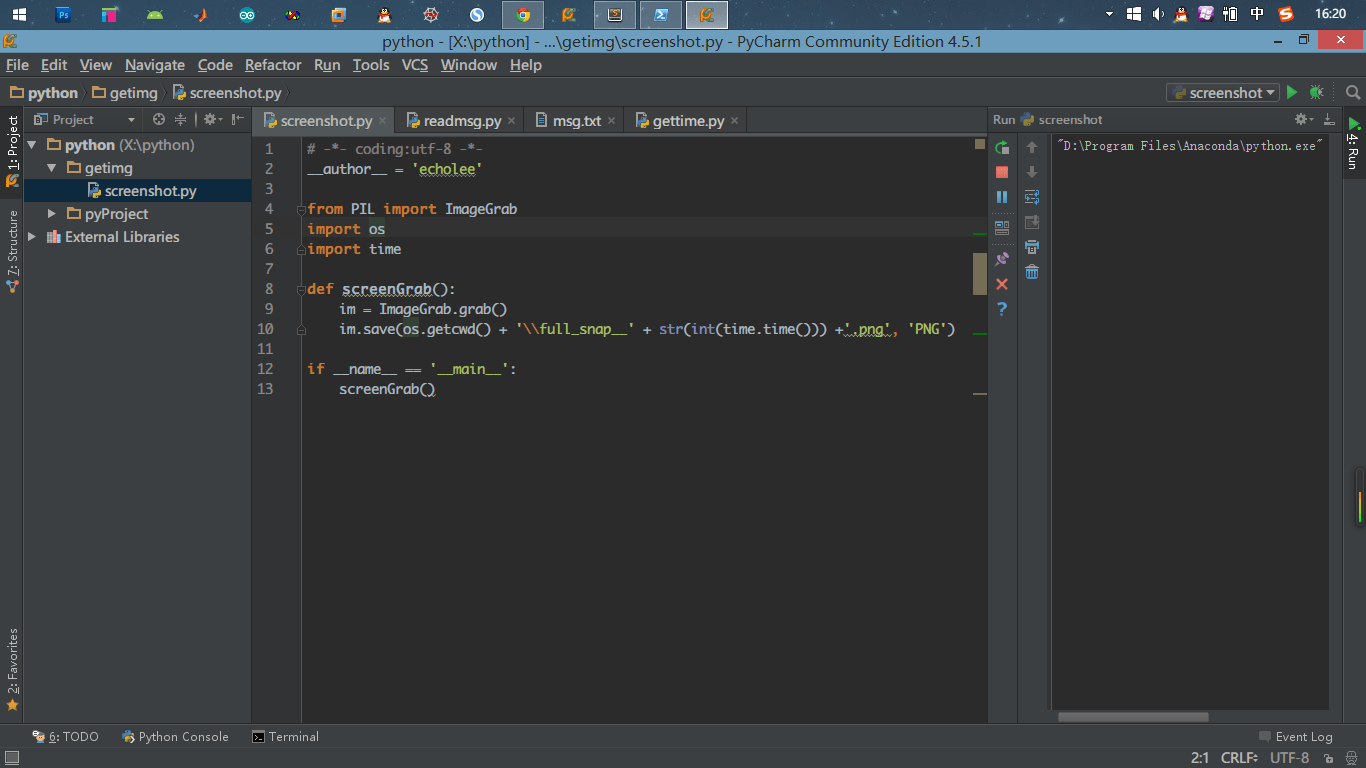 Ps
中
16:20
python - [X:\python] - ...\getimg\screenshot.py - PyCharm Community Edition 4.5.1
File Edit View Navigate Code Refactor Run Tools VCS Window Help
python getimg screenshot.py
screenshot
1: Project
7: Structure
2: Favorites
Project
python (X:\python)
getimg
screenshot.py
pyProject
External Libraries
screenshot.py readmsg.py msg.txt gettime.py
1 # -*- coding:utf-8 -*-
2 __author__ = 'echolee'
3
4 from PIL import ImageGrab
5 import os
6 import time
7
8 def screenGrab():
9 im = ImageGrab.grab()
10 im.save(os.getcwd() + '\\full_snap__' + str(int(time.time())) +'.png', 'PNG')
11
12 if __name__ == '__main__':
13 screenGrab()
Run screenshot
"D:\Program Files\Anaconda\python.exe"
4: Run
6: TODO Python Console Terminal
Event Log
2:1 CRLF UTF-8